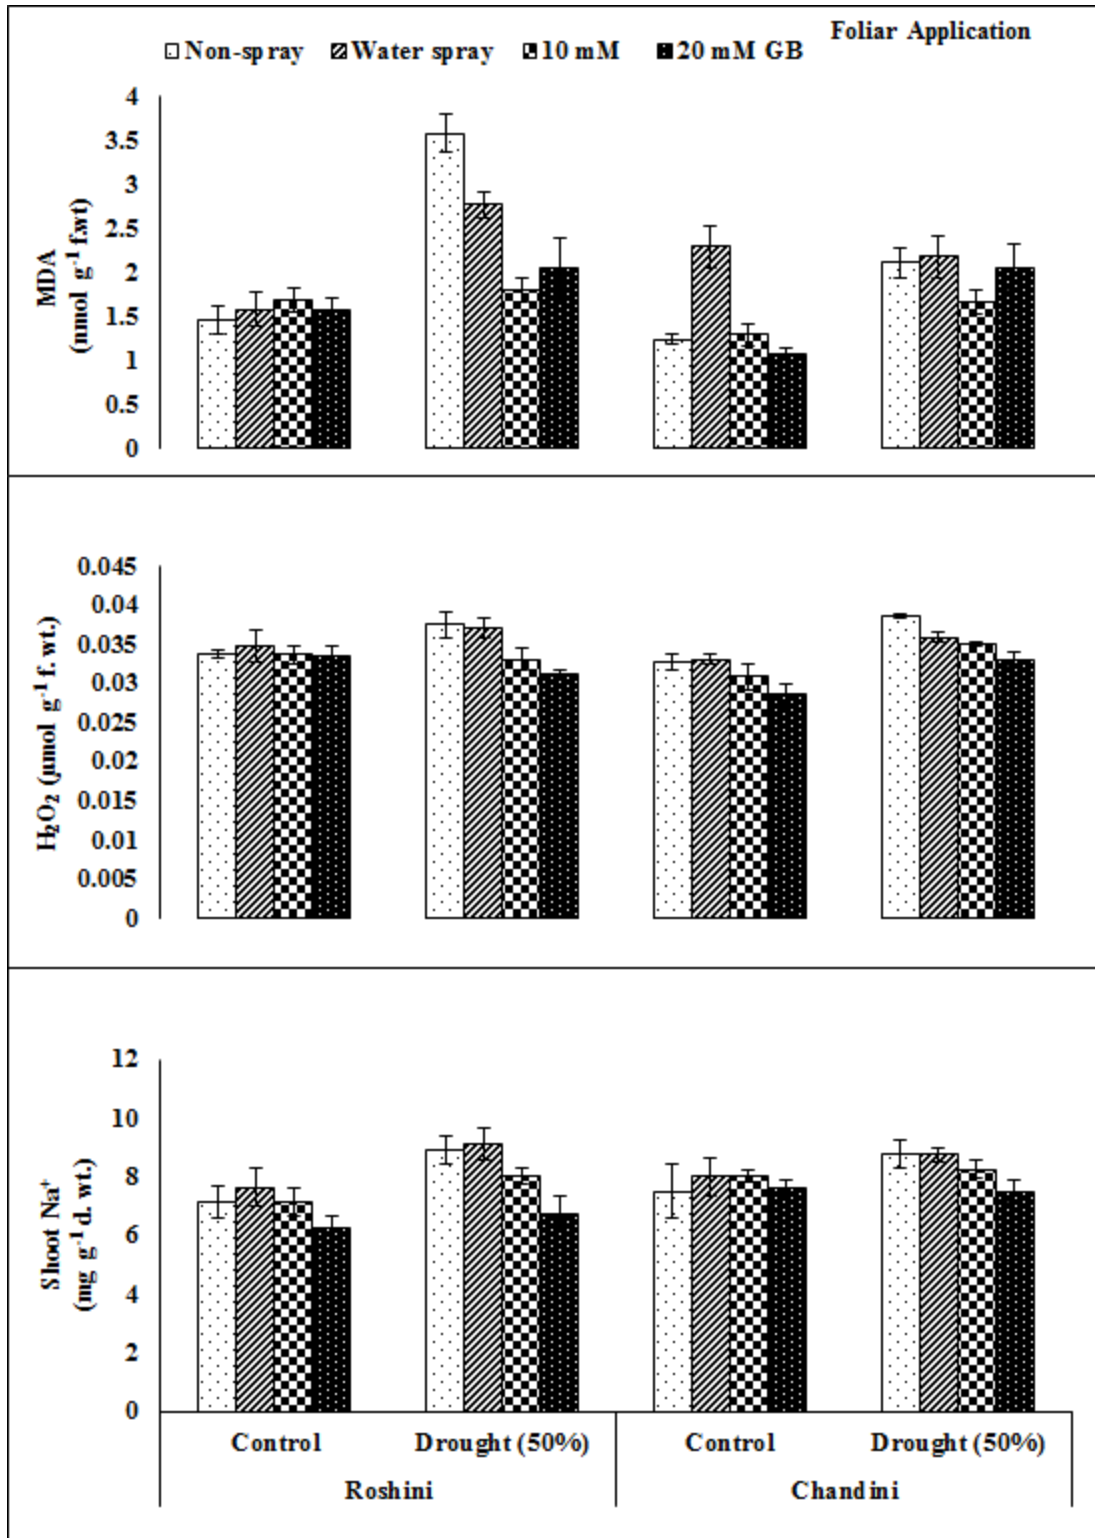 Foliar Application
Non-spray Water spray 10 mM 20 mM GB
4
3.5
3
2.5
2
1.5
1
0.5
0
MDA
(nmol g⁻¹ f.wt)
0.045
0.04
0.035
0.03
0.025
0.02
0.015
0.01
0.005
0
H₂O₂ (µmol g⁻¹ f. wt.)
12
10
8
6
4
2
0
Shoot Na⁺
(mg g⁻¹ d. wt.)
Control Drought (50%) Control Drought (50%)
Roshini Chandini